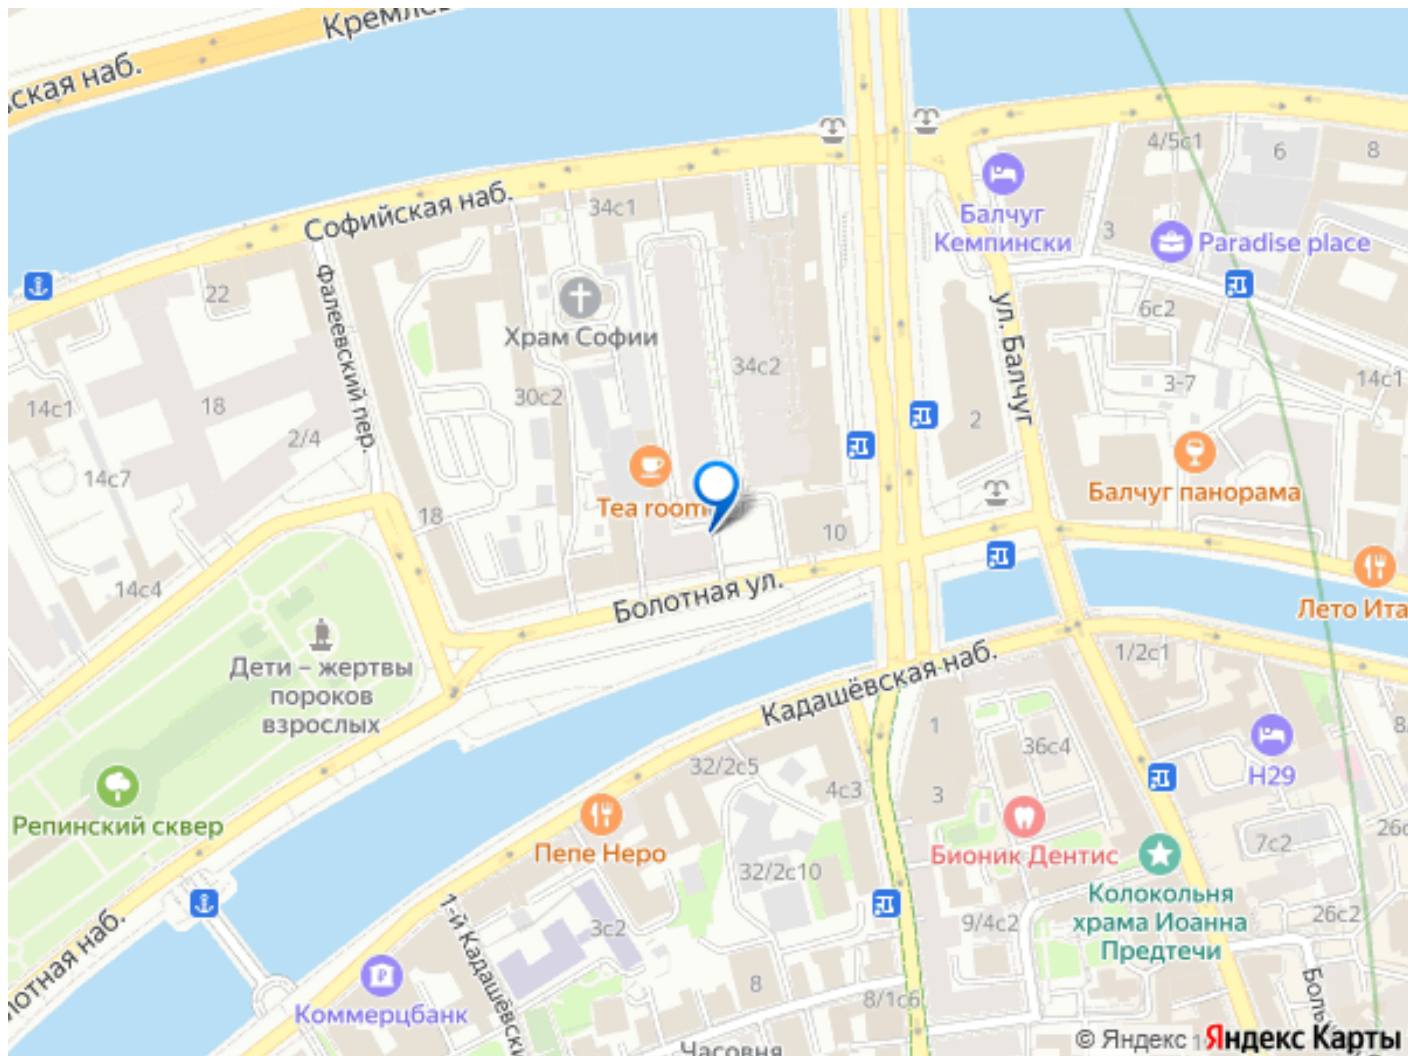 Кремлё
ская наб.
4/5с1
6
8
Софийская наб.
34с1
Балчуг
Кемпински
3
Paradise place
22
Фалеевский пер.
Храм Софии
ул. Балчуг
6с2
34с2
30с2
3-7
14с1
14с1
18
2/4
2
14с7
Tea room
Балчуг панорама
18
10
14с4
Болотная ул.
Лето Ита
Дети – жертвы
пороков
взрослых
Кадашёвская наб.
1/2с1
1
36с4
Н29
32/2с5
4с3
3
Репинский сквер
Пепе Неро
Бионик Дентис
7с2
26с
32/2с10
Колокольня
храма Иоанна
Предтечи
1-й Кадашёвски
3с2
9/4с2
26с2
лотная наб.
8
8/1с6
Боль
Коммерцбанк
Часовня
© Яндекс
Яндекс Карты